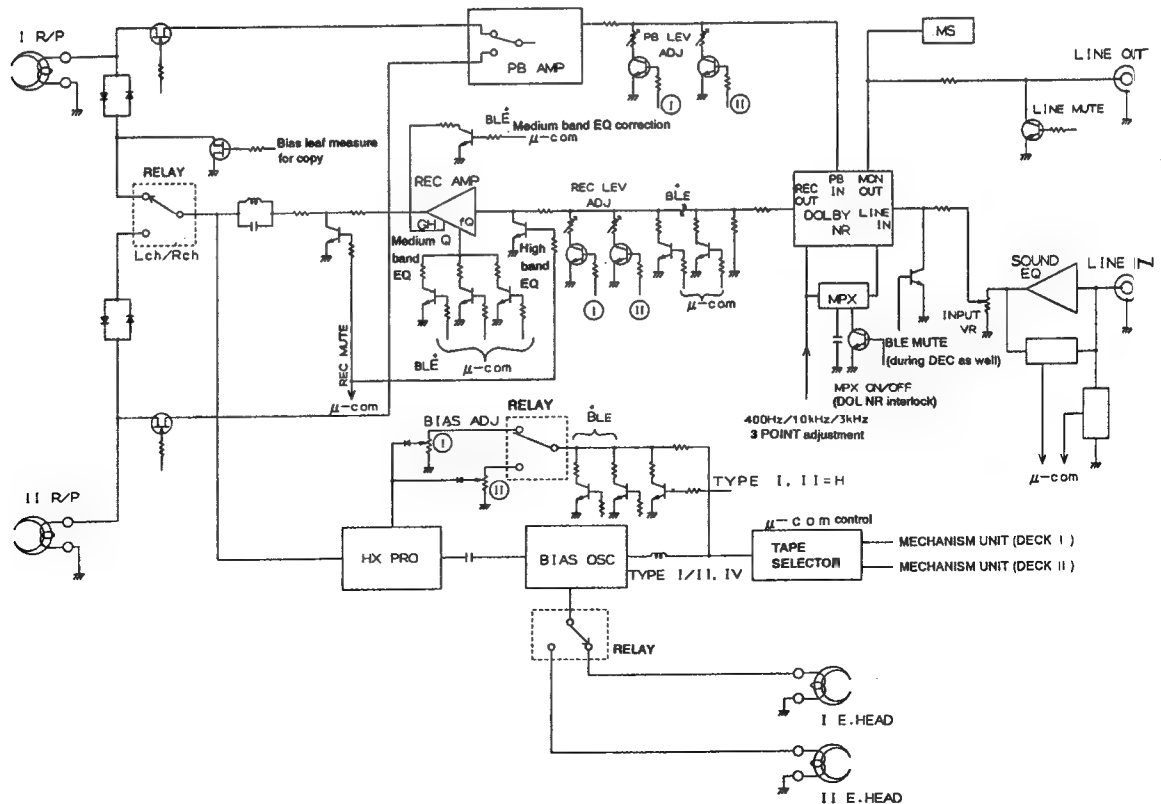 I R/P
PB AMP
PB LEV
ADJ
I
II
MS
LINE OUT
LINE MUTE
BLE
Medium band EQ correction
μ-com
Bias leaf measure
for copy
RELAY
Lch/Rch
REC AMP
GH
Medium
band
EQ
Q
fQ
High
band
EQ
REC LEV
ADJ
I
II
BLE
μ-com
REC
OUT
PB
IN
MON
OUT
DOLBY
NR
LINE
IN
MPX
SOUND
EQ
LINE IN
INPUT
VR
BLE MUTE
(during DEC as well)
MPX ON/OFF
(DOL NR interlock)
400Hz/10kHz/3kHz
3 POINT adjustment
μ-com
REC MUTE
μ-com
BLE
μ-com
BIAS ADJ
I
II
RELAY
BLE
TYPE I, II=H
II R/P
HX PRO
BIAS OSC
TYPE I/II, IV
μ-com control
TAPE
SELECTOR
MECHANISM UNIT (DECK I)
MECHANISM UNIT (DECK II)
RELAY
I E.HEAD
II E.HEAD